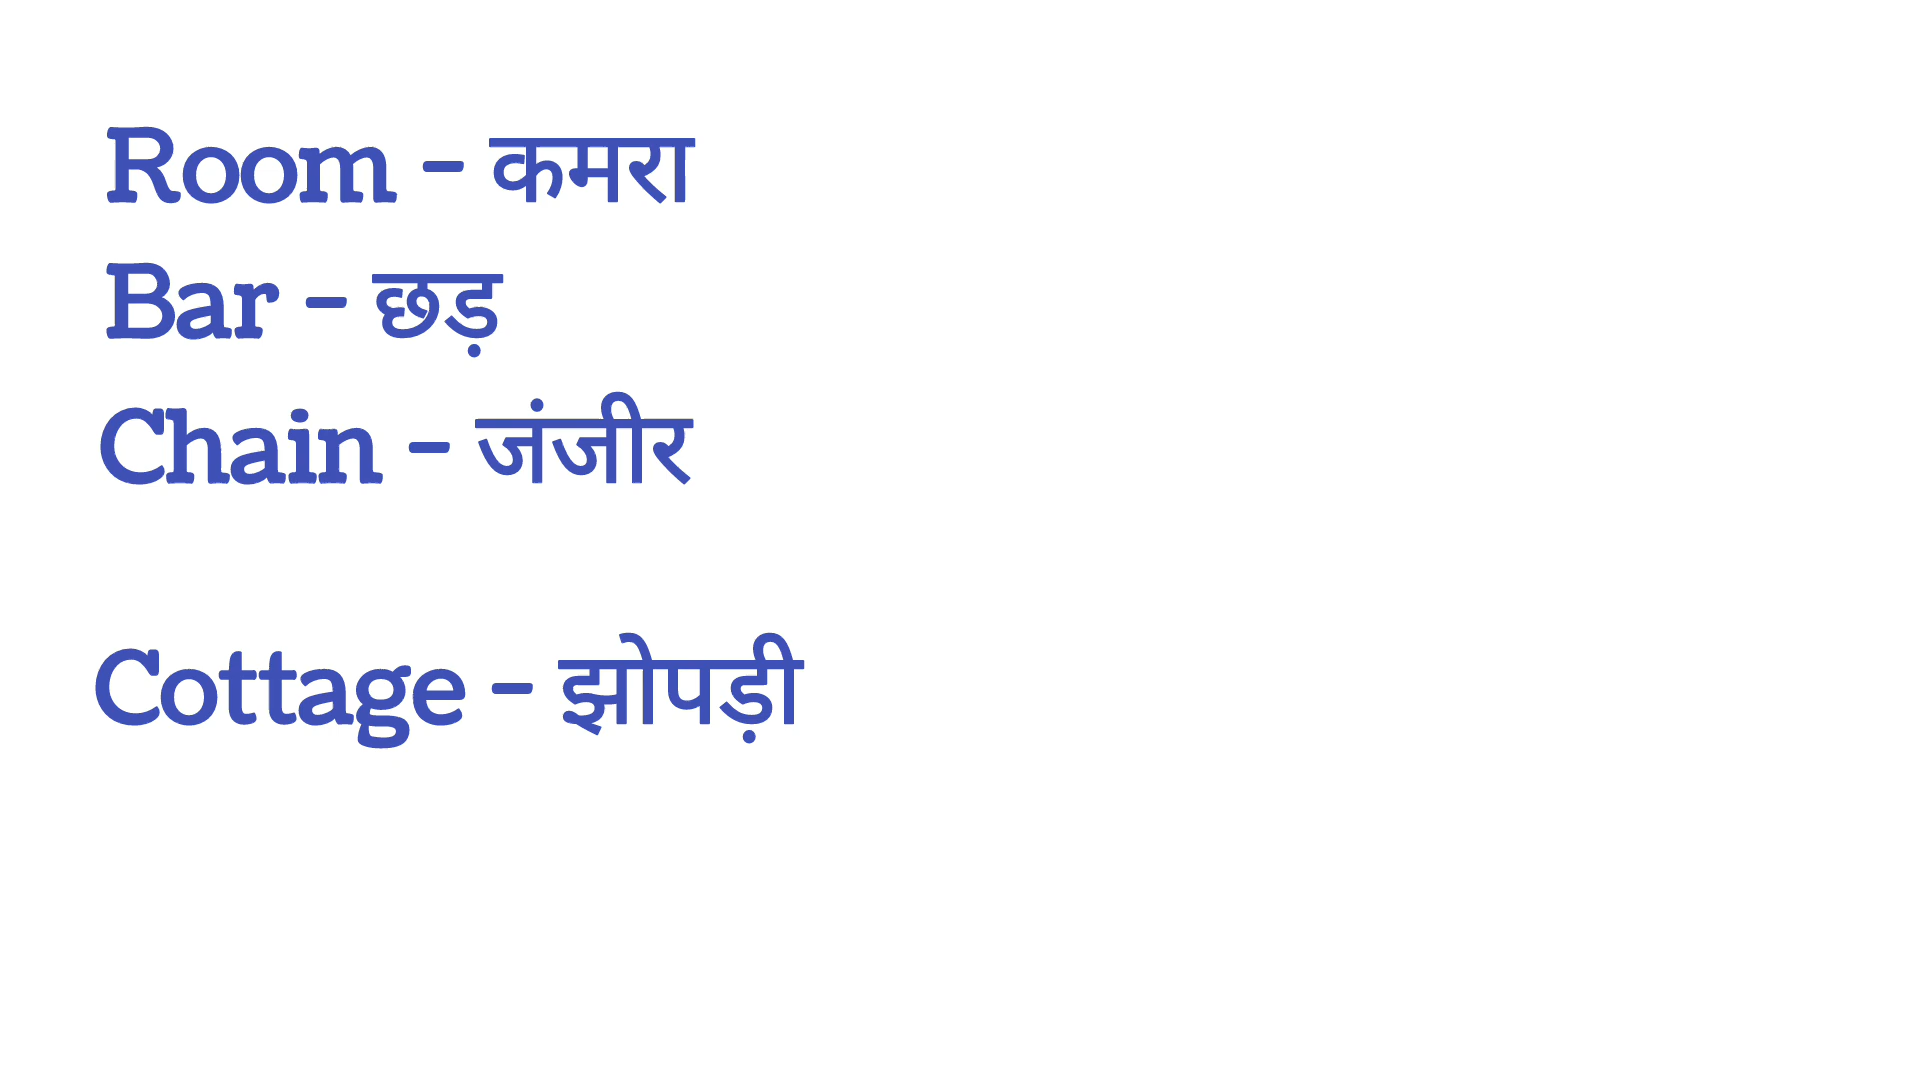 Room - कमरा
Bar - छड़
Chain - जंजीर
Cottage - झोपड़ी